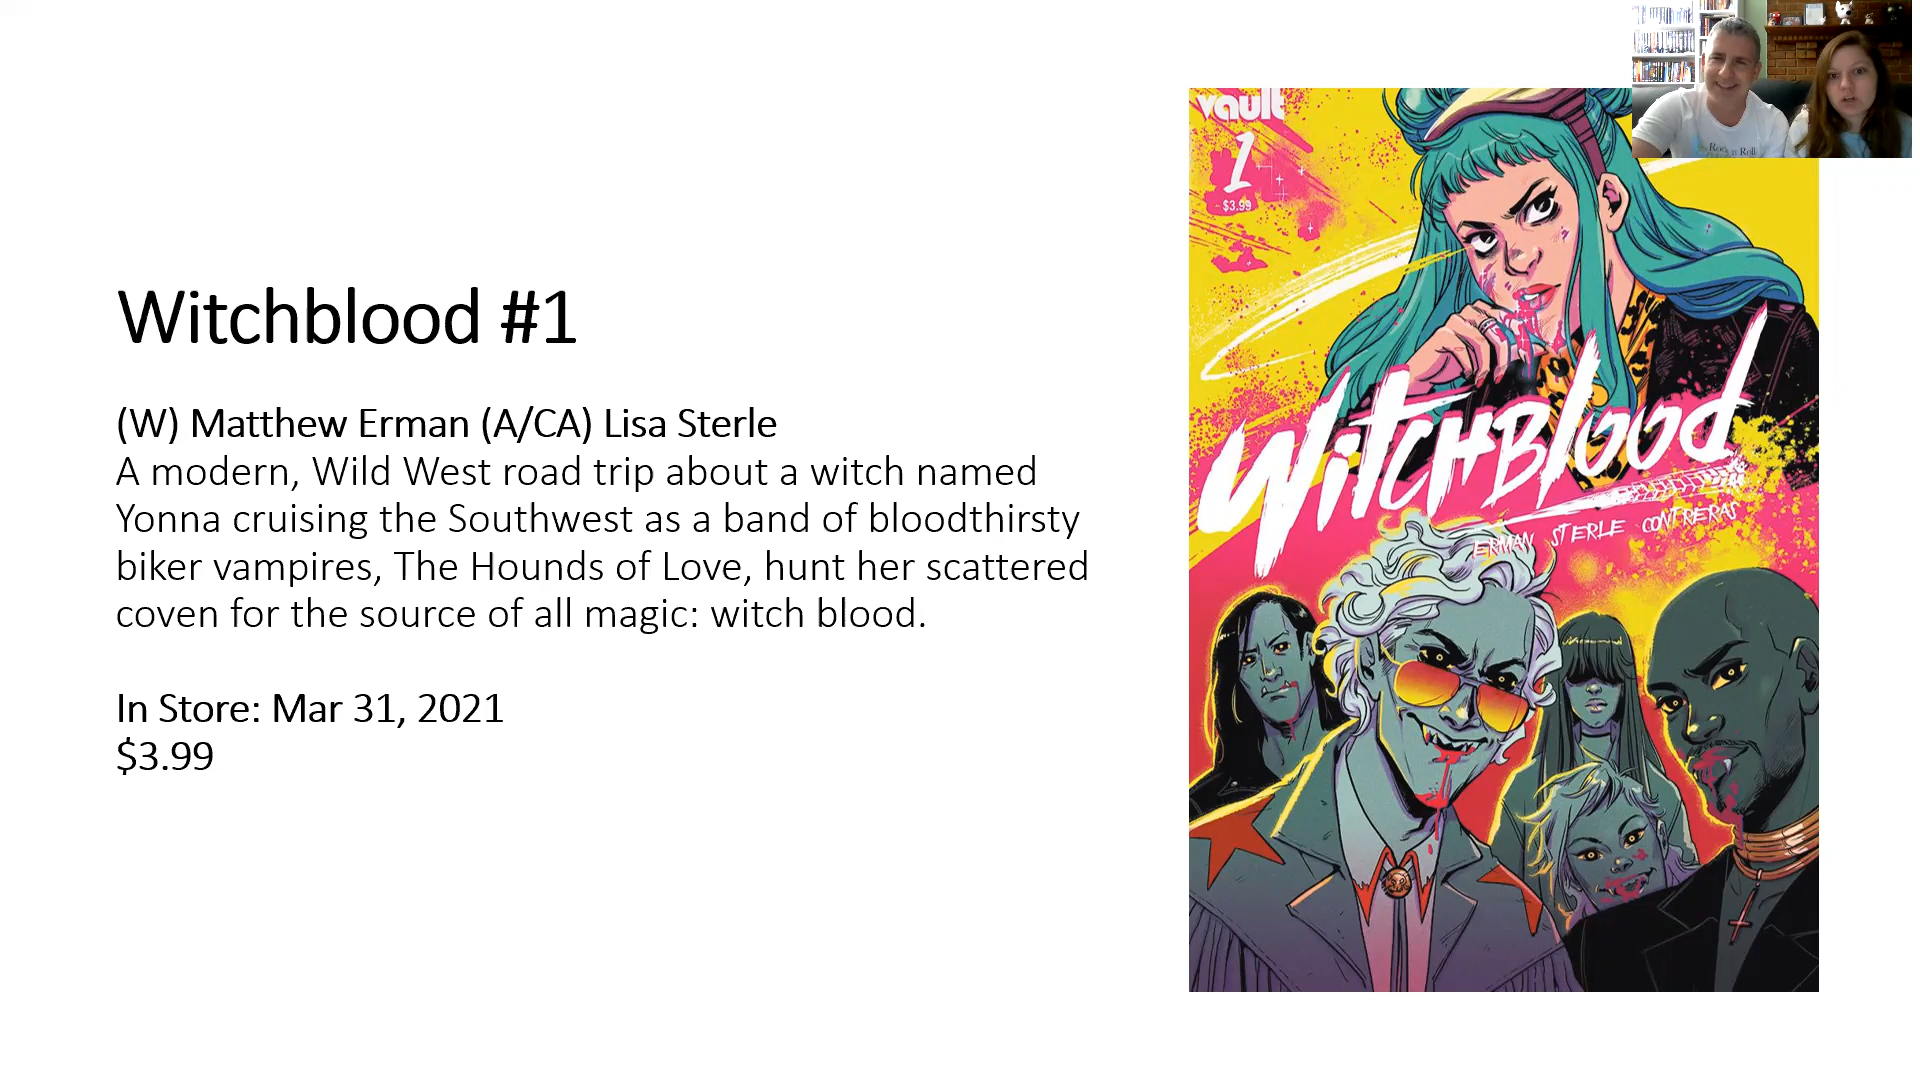 Witchblood #1
(W) Matthew Erman (A/CA) Lisa Sterle
A modern, Wild West road trip about a witch named
Yonna cruising the Southwest as a band of bloodthirsty
biker vampires, The Hounds of Love, hunt her scattered
coven for the source of all magic: witch blood.
In Store: Mar 31, 2021
$3.99
vault
1
$3.99
WitcHBlood
ERMAN STERLE CONTRERAS
Rock n Roll